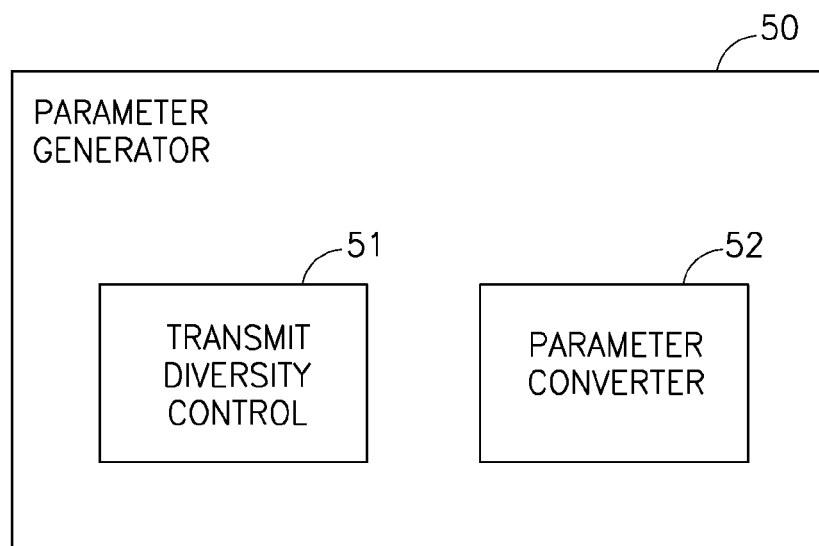 50
PARAMETER
GENERATOR
51
52
TRANSMIT
DIVERSITY
CONTROL
PARAMETER
CONVERTER